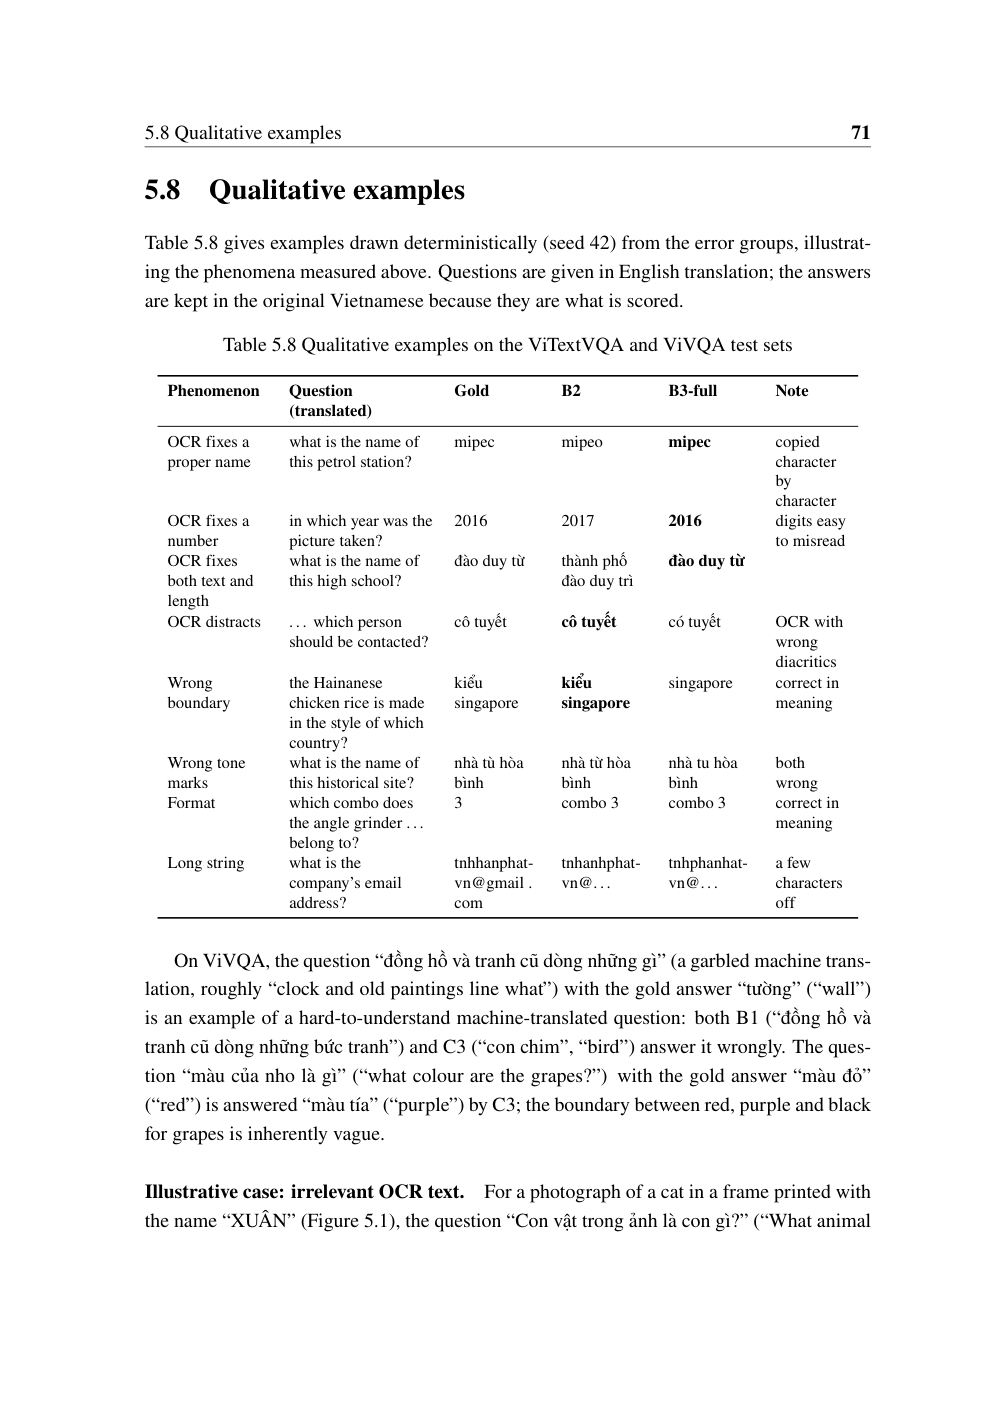 5.8 Qualitative examples 71
5.8 Qualitative examples
Table 5.8 gives examples drawn deterministically (seed 42) from the error groups, illustrat-
ing the phenomena measured above. Questions are given in English translation; the answers
are kept in the original Vietnamese because they are what is scored.
Table 5.8 Qualitative examples on the ViTextVQA and ViVQA test sets
Phenomenon Question Gold B2 B3-full Note
(translated)
OCR fixes a what is the name of mipec mipeo mipec copied
proper name this petrol station? character
by
character
OCR fixes a in which year was the 2016 2017 2016 digits easy
number picture taken? to misread
OCR fixes what is the name of đào duy từ thành phố đào duy từ
both text and this high school? đào duy trì
length
OCR distracts . . . which person cô tuyết cô tuyết có tuyết OCR with
should be contacted? wrong
diacritics
Wrong the Hainanese kiểu kiểu singapore correct in
boundary chicken rice is made singapore singapore meaning
in the style of which
country?
Wrong tone what is the name of nhà tù hòa nhà từ hòa nhà tu hòa both
marks this historical site? bình bình bình wrong
Format which combo does 3 combo 3 combo 3 correct in
the angle grinder . . . meaning
belong to?
Long string what is the tnhhanphat- tnhanhphat- tnhphanhat- a few
company’s email vn@gmail . vn@. . . vn@. . . characters
address? com off
On ViVQA, the question “đồng hồ và tranh cũ dòng những gì” (a garbled machine trans-
lation, roughly “clock and old paintings line what”) with the gold answer “tường” (“wall”)
is an example of a hard-to-understand machine-translated question: both B1 (“đồng hồ và
tranh cũ dòng những bức tranh”) and C3 (“con chim”, “bird”) answer it wrongly. The ques-
tion “màu của nho là gì” (“what colour are the grapes?”) with the gold answer “màu đỏ”
(“red”) is answered “màu tía” (“purple”) by C3; the boundary between red, purple and black
for grapes is inherently vague.
Illustrative case: irrelevant OCR text. For a photograph of a cat in a frame printed with
the name “XUÂN” (Figure 5.1), the question “Con vật trong ảnh là con gì?” (“What animal